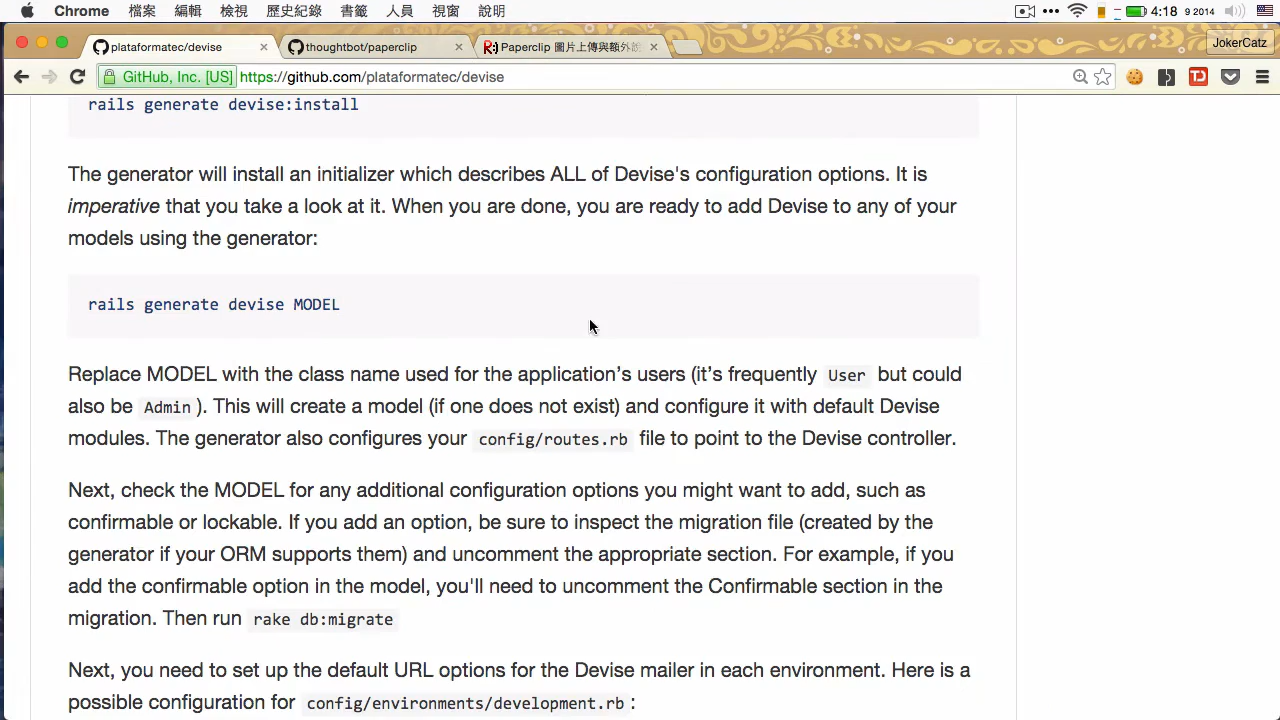 Chrome 檔案 編輯 檢視 歷史紀錄 書籤 人員 視窗 說明 4:18 9 2014
plataformatec/devise thoughtbot/paperclip Paperclip 圖片上傳與額外 JokerCatz
GitHub, Inc. [US] https://github.com/plataformatec/devise
rails generate devise:install
The generator will install an initializer which describes ALL of Devise's configuration options. It is
imperative that you take a look at it. When you are done, you are ready to add Devise to any of your
models using the generator:
rails generate devise MODEL
Replace MODEL with the class name used for the application’s users (it’s frequently User but could
also be Admin ). This will create a model (if one does not exist) and configure it with default Devise
modules. The generator also configures your config/routes.rb file to point to the Devise controller.
Next, check the MODEL for any additional configuration options you might want to add, such as
confirmable or lockable. If you add an option, be sure to inspect the migration file (created by the
generator if your ORM supports them) and uncomment the appropriate section. For example, if you
add the confirmable option in the model, you'll need to uncomment the Confirmable section in the
migration. Then run rake db:migrate
Next, you need to set up the default URL options for the Devise mailer in each environment. Here is a
possible configuration for config/environments/development.rb :